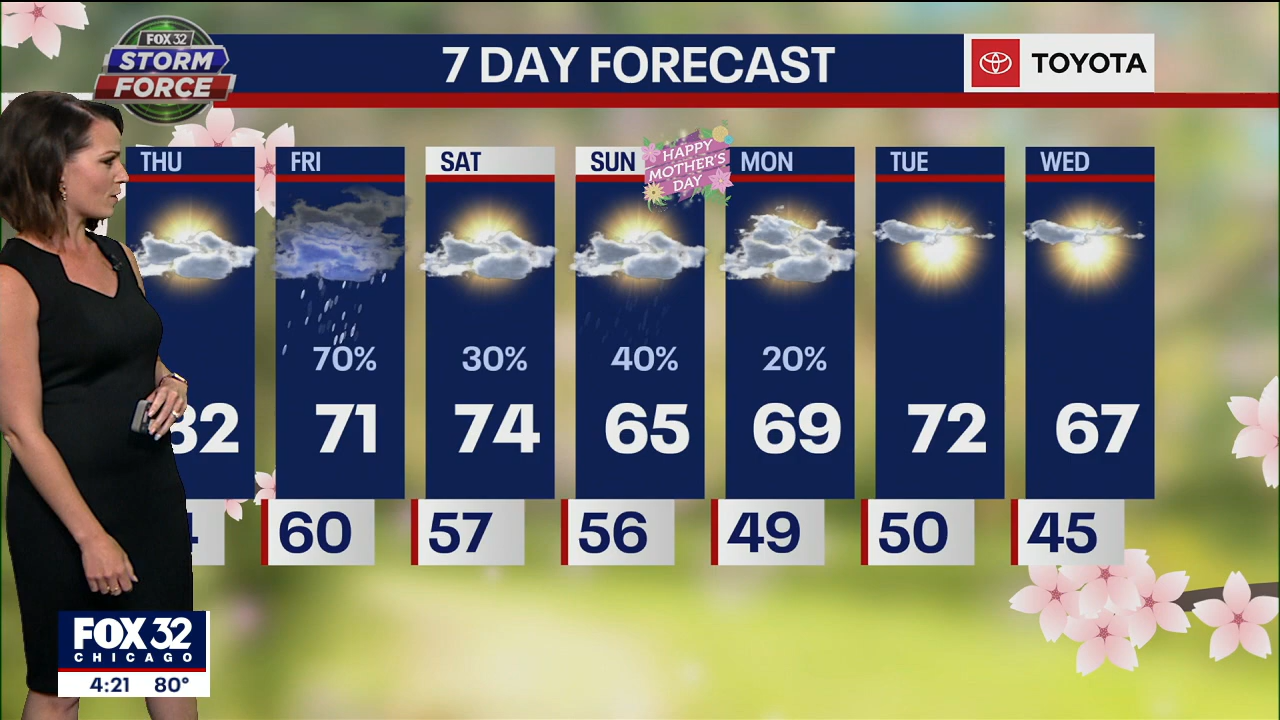 FOX 32
STORM
FORCE
7 DAY FORECAST
TOYOTA
THU
FRI
SAT
SUN
HAPPY
MOTHER'S
DAY
MON
TUE
WED
70%
30%
40%
20%
82
71
74
65
69
72
67
4
60
57
56
49
50
45
FOX 32
CHICAGO
4:21 80°